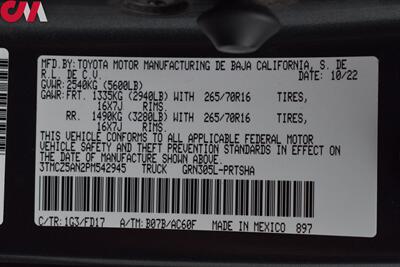 CM
MFD.BY: TOYOTA MOTOR MANUFACTURING DE BAJA CALIFORNIA, S. DE
R.L. DE C.V. DATE: 10/22
GVWR: 2540KG (5600LB)
GAWR: FRT. 1335KG (2940LB) WITH 265/70R16 TIRES,
16X7J RIMS.
RR. 1490KG (3280LB) WITH 265/70R16 TIRES,
16X7J RIMS.
THIS VEHICLE CONFORMS TO ALL APPLICABLE FEDERAL MOTOR
VEHICLE SAFETY AND THEFT PREVENTION STANDARDS IN EFFECT ON
THE DATE OF MANUFACTURE SHOWN ABOVE.
3TMCZ5AN2PM542945 TRUCK GRN305L-PRTSHA
C/TR: 1G3/FD17 A/TM: B07B/AC60F MADE IN MEXICO 897